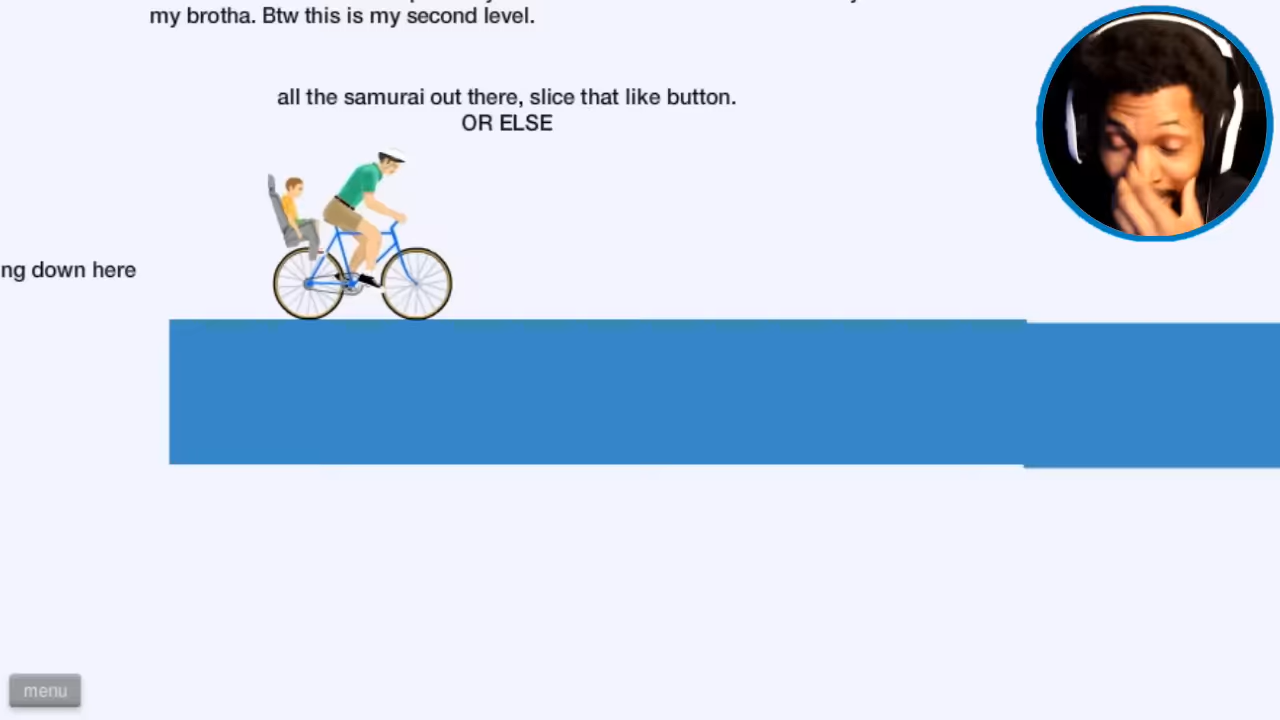 my brotha. Btw this is my second level.
all the samurai out there, slice that like button.
OR ELSE
ng down here
menu